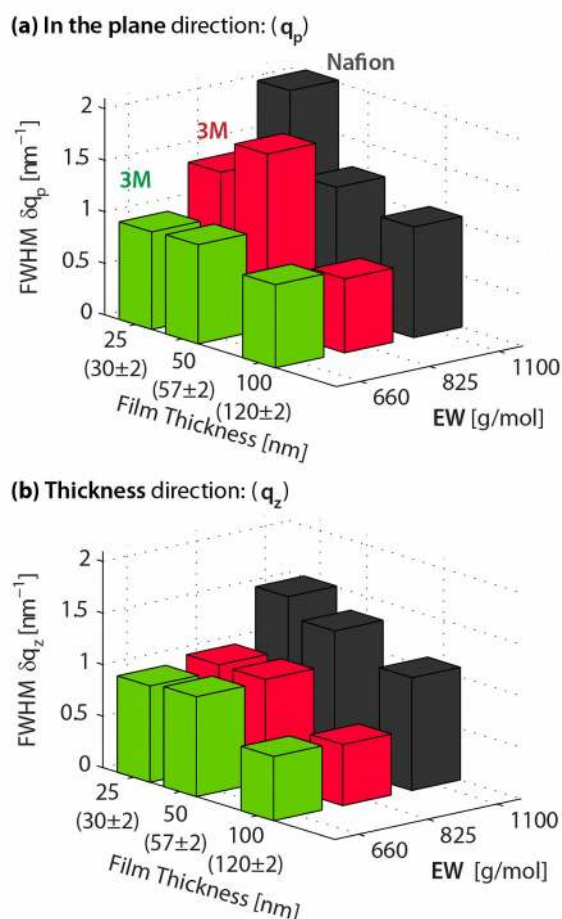 (a) In the plane direction: (qp)
Nafion
3M
3M
FWHM δqp [nm−1]
2
1.5
1
0.5
0
25
(30±2)
50
(57±2)
100
(120±2)
Film Thickness [nm]
660
825
1100
EW [g/mol]
(b) Thickness direction: (qz)
FWHM δqz [nm−1]
2
1.5
1
0.5
0
25
(30±2)
50
(57±2)
100
(120±2)
Film Thickness [nm]
660
825
1100
EW [g/mol]